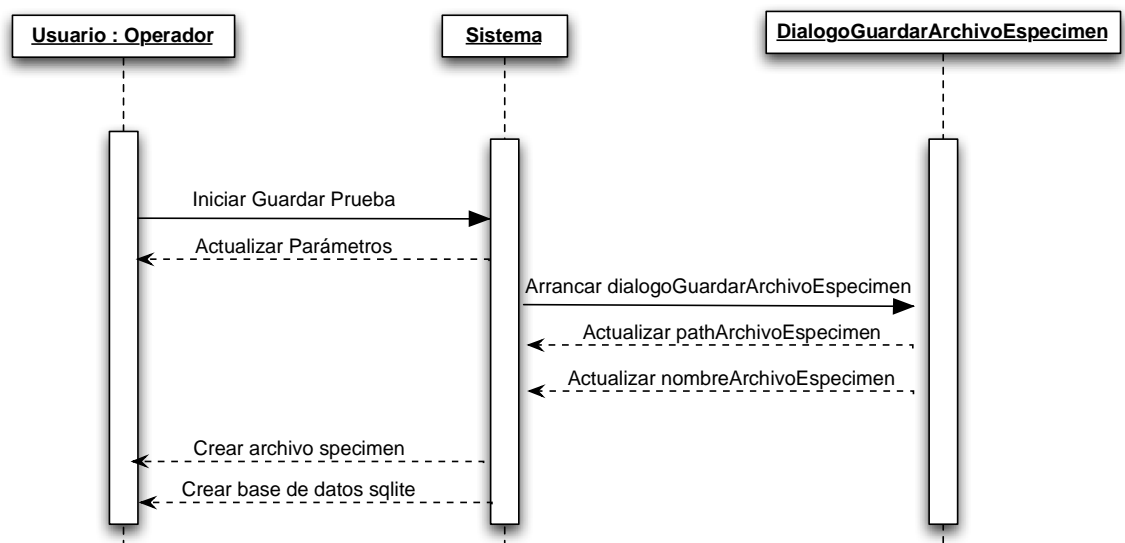 Usuario : Operador
Sistema
DialogoGuardarArchivoEspecimen
Iniciar Guardar Prueba
Actualizar Parámetros
Arrancar dialogoGuardarArchivoEspecimen
Actualizar pathArchivoEspecimen
Actualizar nombreArchivoEspecimen
Crear archivo specimen
Crear base de datos sqlite